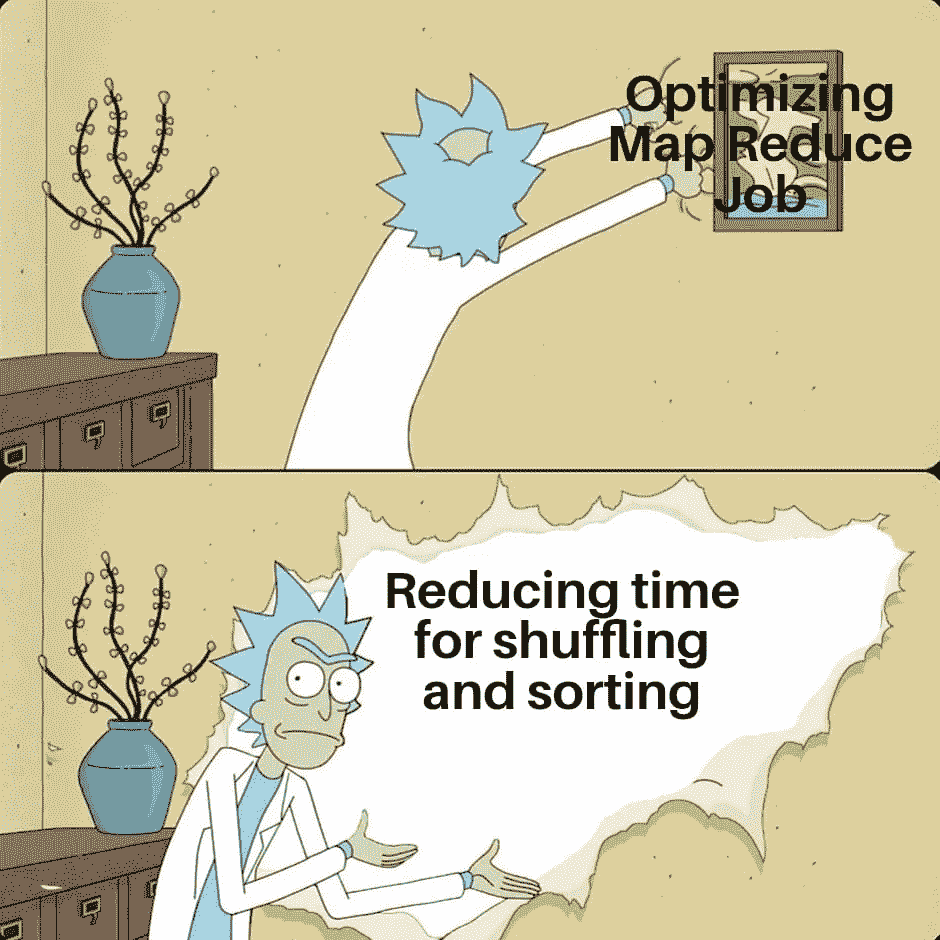 Optimizing
Map Reduce
Job
Reducing time
for shuffling
and sorting